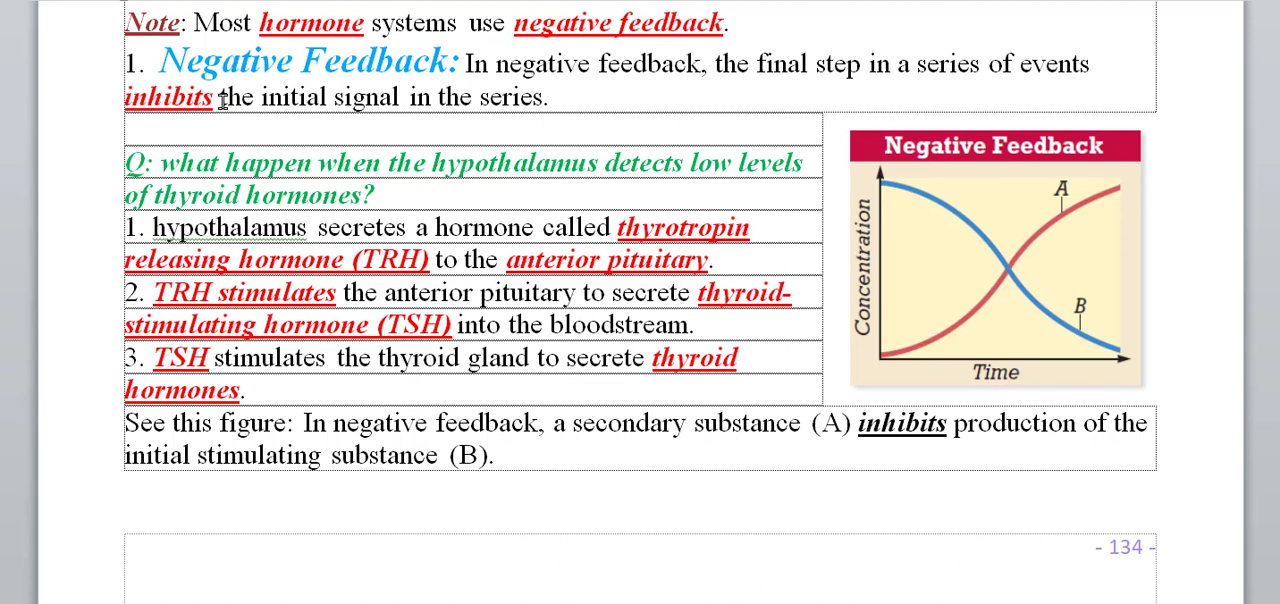 Note: Most hormone systems use negative feedback.
1. Negative Feedback: In negative feedback, the final step in a series of events
inhibits the initial signal in the series.
Q: what happen when the hypothalamus detects low levels
of thyroid hormones?
1. hypothalamus secretes a hormone called thyrotropin
releasing hormone (TRH) to the anterior pituitary.
2. TRH stimulates the anterior pituitary to secrete thyroid-
stimulating hormone (TSH) into the bloodstream.
3. TSH stimulates the thyroid gland to secrete thyroid
hormones.
Negative Feedback
Concentration
A
B
Time
See this figure: In negative feedback, a secondary substance (A) inhibits production of the
initial stimulating substance (B).
- 134 -